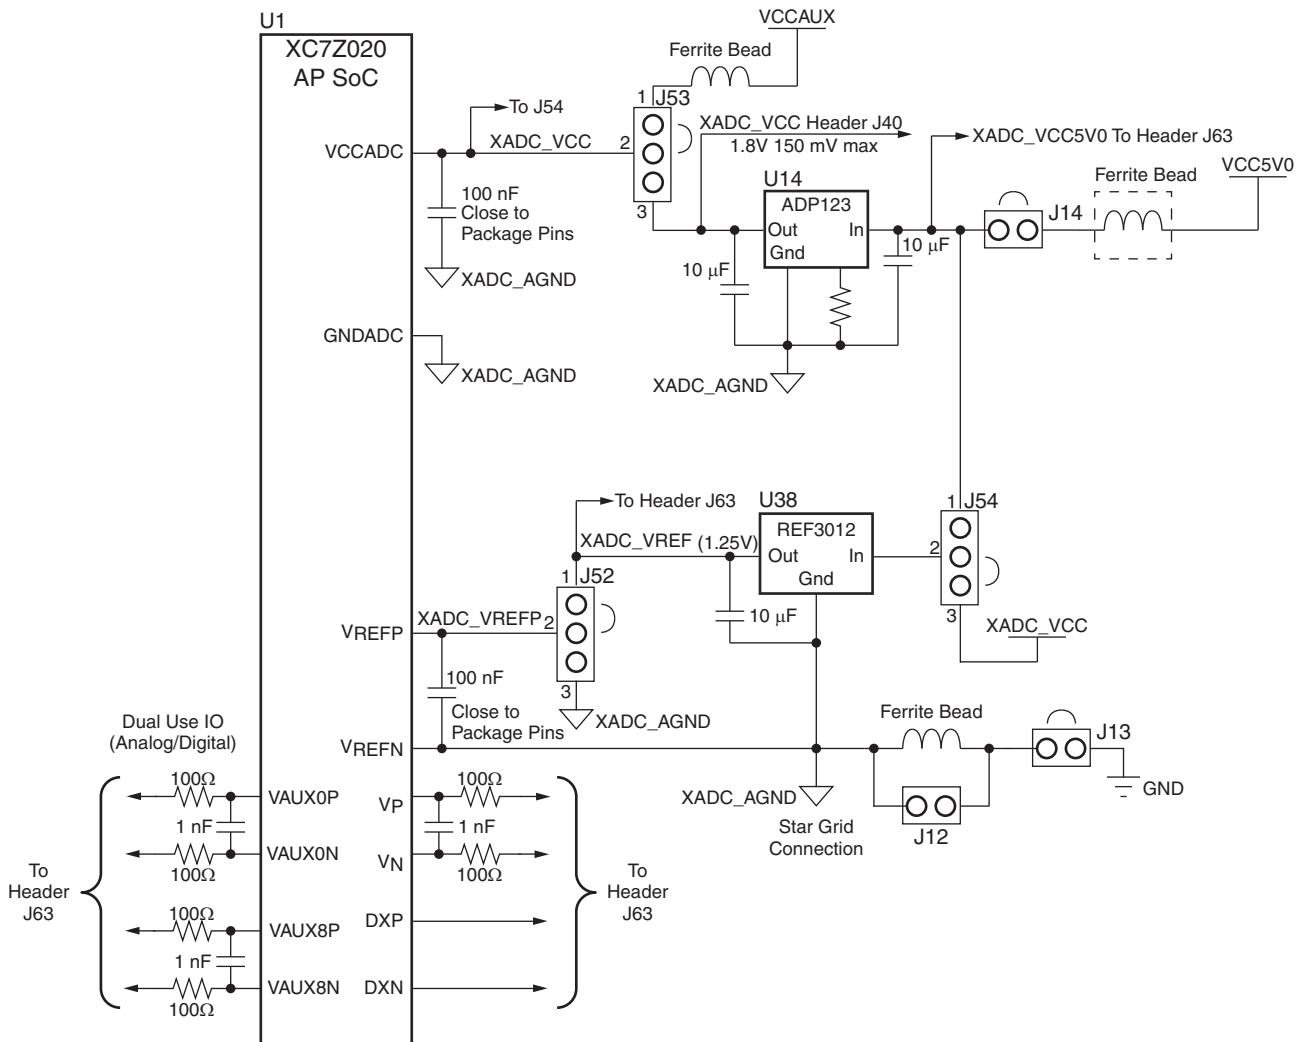 U1
XC7Z020
AP SoC
VCCAUX
Ferrite Bead
1
J53
To J54
XADC_VCC
2
XADC_VCC Header J40
1.8V 150 mV max
XADC_VCC5V0 To Header J63
VCC5V0
VCCADC
100 nF
Close to
Package Pins
3
U14
ADP123
Out
In
Gnd
Ferrite Bead
J14
10 µF
10 µF
XADC_AGND
GNDADC
XADC_AGND
XADC_AGND
To Header J63
U38
REF3012
Out
In
Gnd
1
J54
2
3
XADC_VREF (1.25V)
1
J52
XADC_VREFP
2
VREFP
10 µF
XADC_VCC
100 nF
Close to
Package Pins
3
XADC_AGND
Ferrite Bead
J13
GND
VREFN
XADC_AGND
Star Grid
Connection
J12
Dual Use IO
(Analog/Digital)
100Ω
VAUX0P
VP
100Ω
1 nF
1 nF
VAUX0N
VN
100Ω
100Ω
To
Header
J63
To
Header
J63
100Ω
VAUX8P
DXP
1 nF
VAUX8N
DXN
100Ω